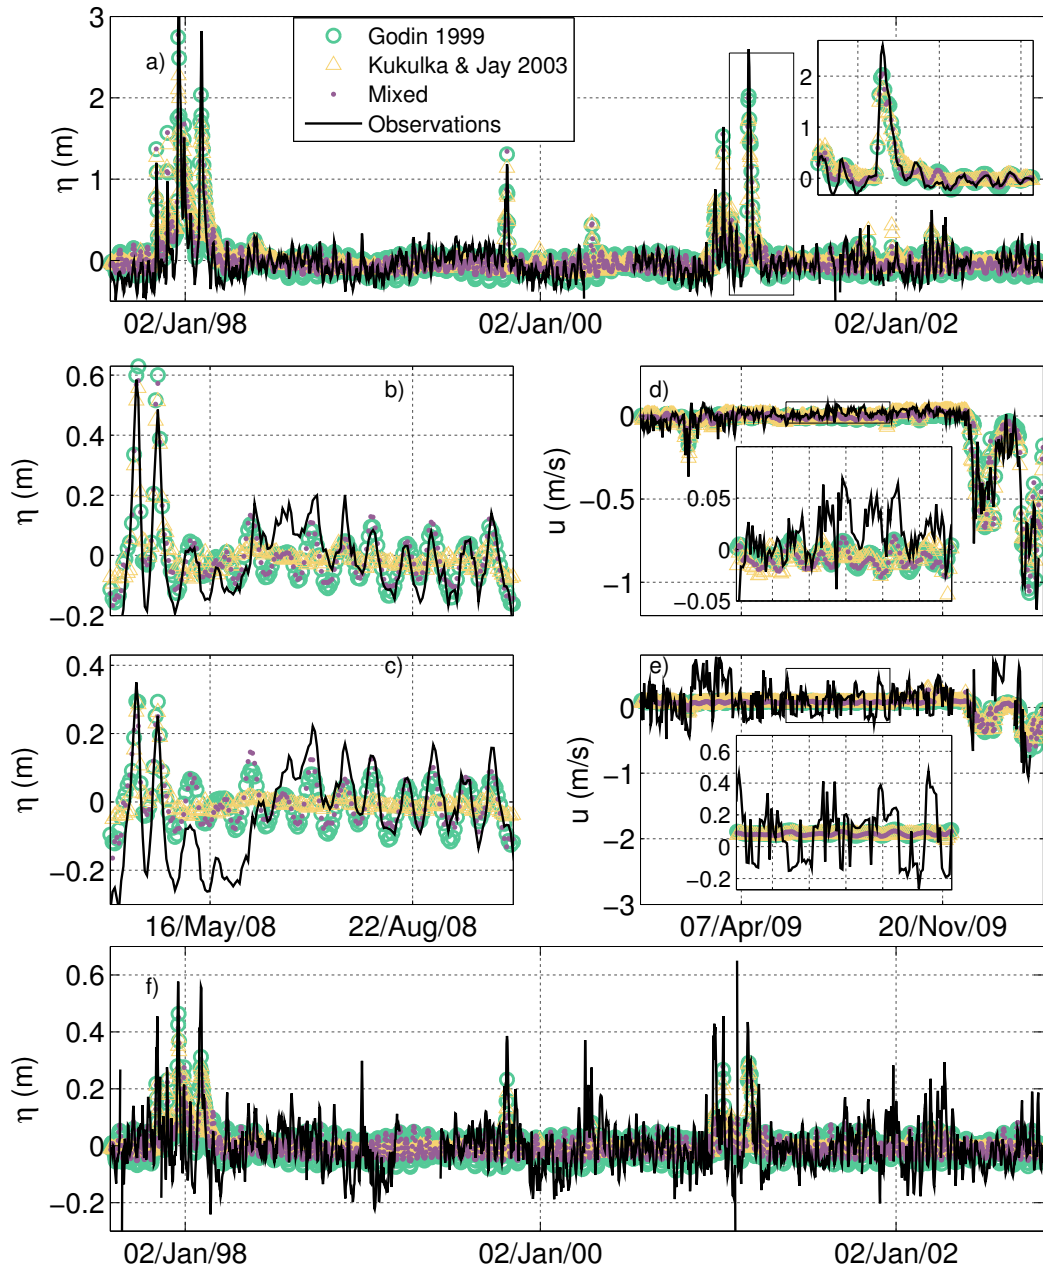 3
2
1
0
η (m)
a)
Godin 1999
Kukulka & Jay 2003
Mixed
Observations
2
1
0
02/Jan/98
02/Jan/00
02/Jan/02
0.6
0.4
0.2
0
−0.2
η (m)
b)
0
−0.5
−1
u (m/s)
d)
0.05
0
−0.05
0.4
0.2
0
−0.2
η (m)
c)
16/May/08
22/Aug/08
0
−1
−2
−3
u (m/s)
e)
0.6
0.4
0.2
0
−0.2
07/Apr/09
20/Nov/09
0.6
0.4
0.2
0
−0.2
η (m)
f)
02/Jan/98
02/Jan/00
02/Jan/02